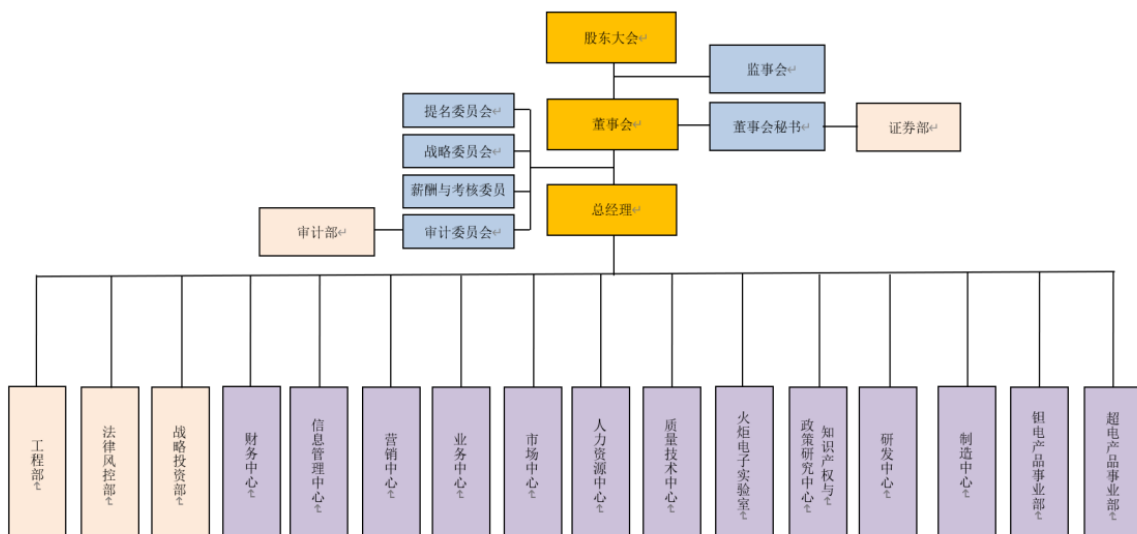 股东大会
监事会
提名委员会
董事会
董事会秘书
证券部
战略委员会
薪酬与考核委员
总经理
审计部
审计委员会
工程部
法律风控部
战略投资部
财务中心
信息管理中心
营销中心
业务中心
市场中心
人力资源中心
质量技术中心
火炬电子实验室
知识产权与
政策研究中心
研发中心
制造中心
钽电产品事业部
超电产品事业部